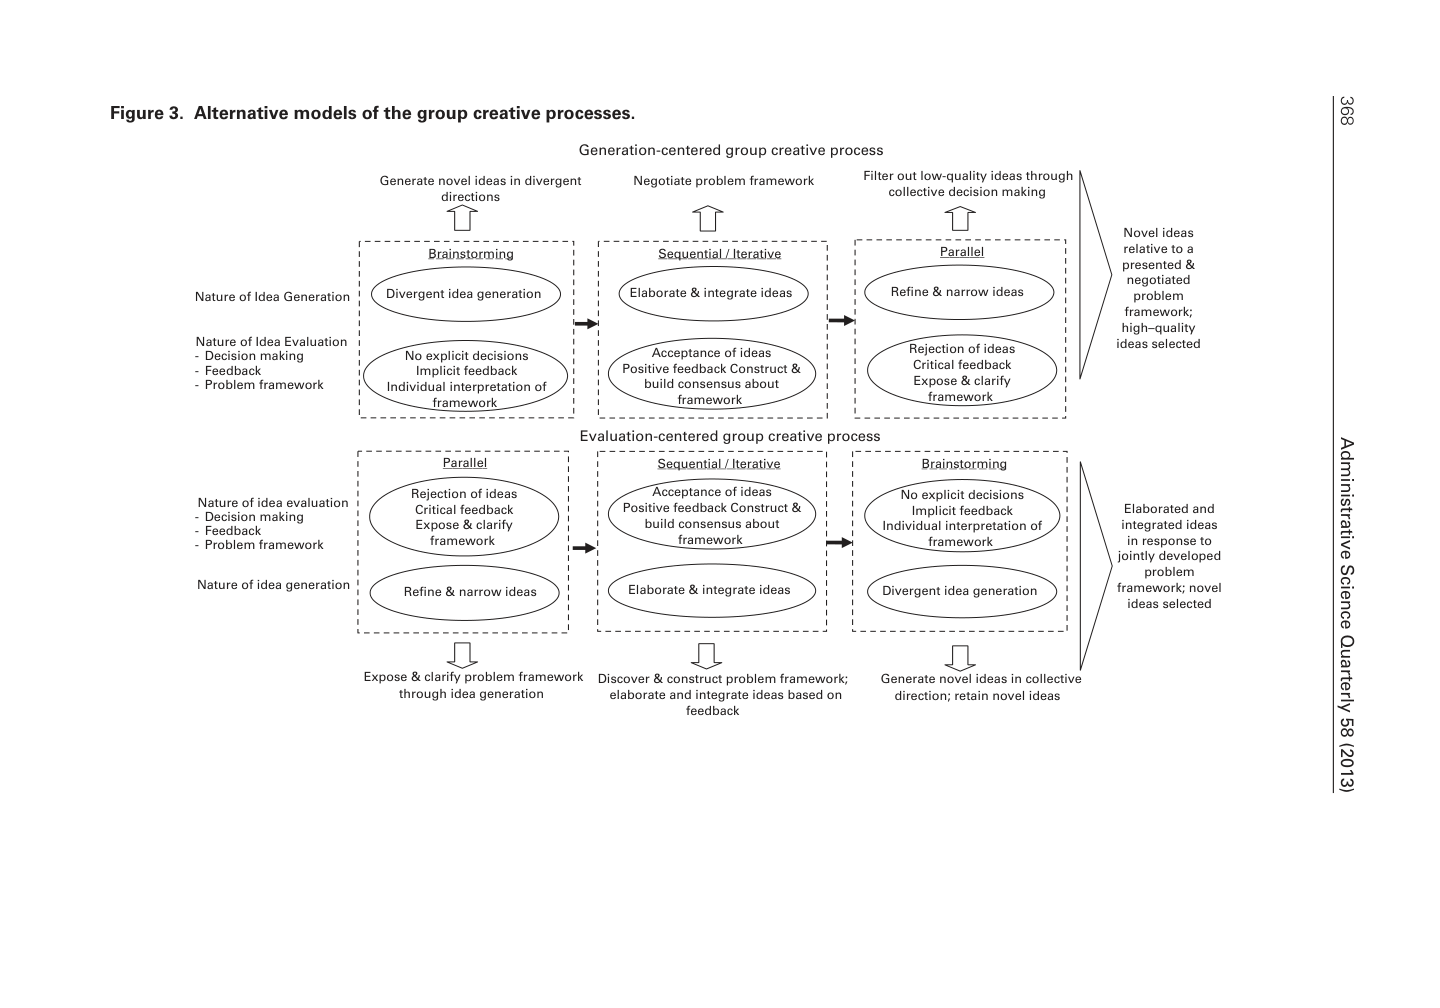 Figure 3. Alternative models of the group creative processes.
Generation-centered group creative process
Generate novel ideas in divergent
directions
Negotiate problem framework
Filter out low-quality ideas through
collective decision making
Brainstorming
Sequential / Iterative
Parallel
Nature of Idea Generation
Divergent idea generation
Elaborate & integrate ideas
Refine & narrow ideas
Nature of Idea Evaluation
- Decision making
- Feedback
- Problem framework
No explicit decisions
Implicit feedback
Individual interpretation of
framework
Acceptance of ideas
Positive feedback Construct &
build consensus about
framework
Rejection of ideas
Critical feedback
Expose & clarify
framework
Novel ideas
relative to a
presented &
negotiated
problem
framework;
high–quality
ideas selected
Evaluation-centered group creative process
Parallel
Sequential / Iterative
Brainstorming
Nature of idea evaluation
- Decision making
- Feedback
- Problem framework
Rejection of ideas
Critical feedback
Expose & clarify
framework
Acceptance of ideas
Positive feedback Construct &
build consensus about
framework
No explicit decisions
Implicit feedback
Individual interpretation of
framework
Nature of idea generation
Refine & narrow ideas
Elaborate & integrate ideas
Divergent idea generation
Elaborated and
integrated ideas
in response to
jointly developed
problem
framework; novel
ideas selected
Expose & clarify problem framework
through idea generation
Discover & construct problem framework;
elaborate and integrate ideas based on
feedback
Generate novel ideas in collective
direction; retain novel ideas
368
Administrative Science Quarterly 58 (2013)